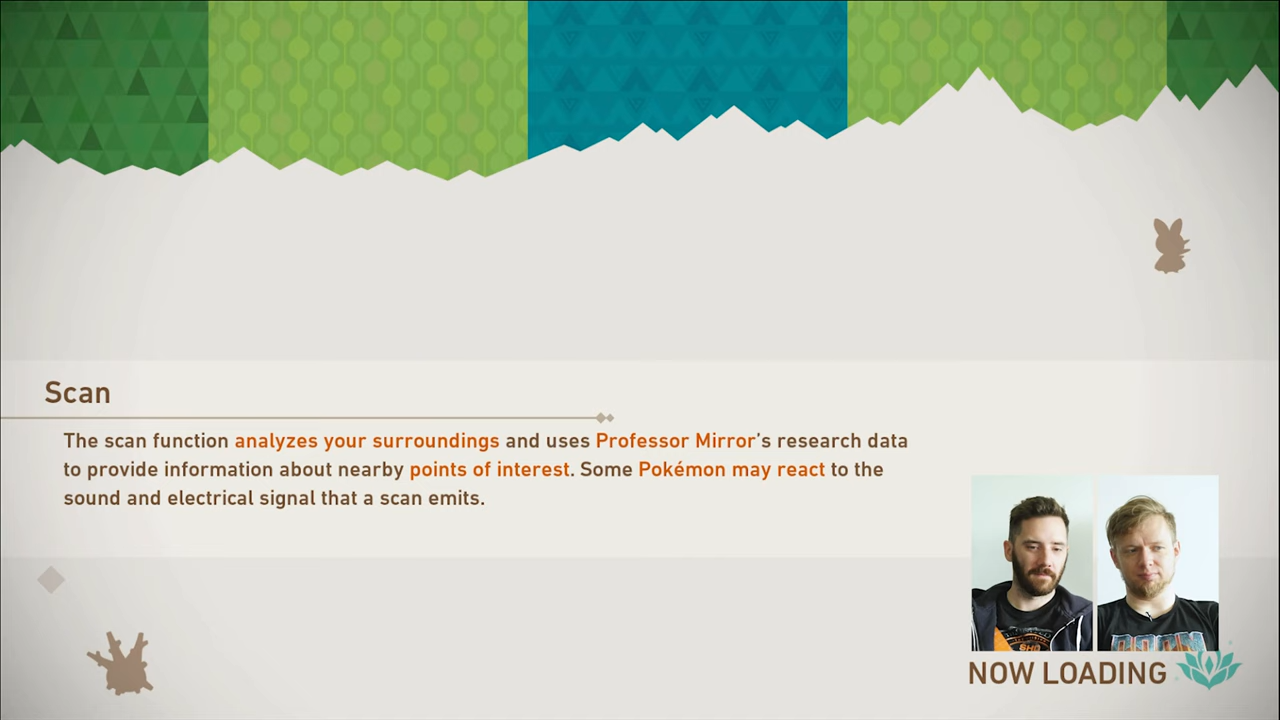 Scan
The scan function analyzes your surroundings and uses Professor Mirror's research data
to provide information about nearby points of interest. Some Pokémon may react to the
sound and electrical signal that a scan emits.
DOOM
NOW LOADING